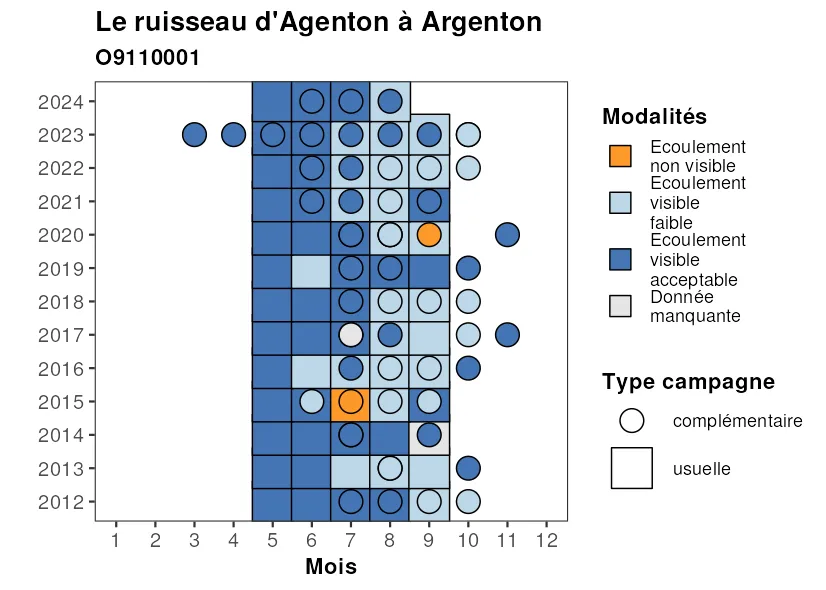 Le ruisseau d'Agenton à Argenton
O9110001
2024
2023
2022
2021
2020
2019
2018
2017
2016
2015
2014
2013
2012
1 2 3 4 5 6 7 8 9 10 11 12
Mois
Modalités
Ecoulement
non visible
Ecoulement
visible
faible
Ecoulement
visible
acceptable
Donnée
manquante
Type campagne
complémentaire
usuelle